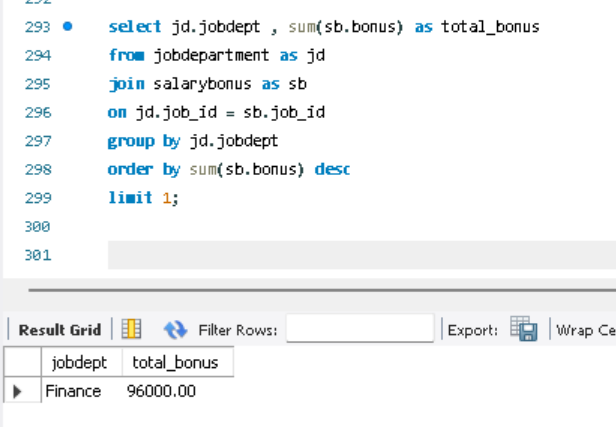 292
293 select jd.jobdept , sum(sb.bonus) as total_bonus
294 from jobdepartment as jd
295 join salarybonus as sb
296 on jd.job_id = sb.job_id
297 group by jd.jobdept
298 order by sum(sb.bonus) desc
299 limit 1;
300
301
Result Grid Filter Rows: Export: Wrap Ce
jobdept total_bonus
Finance 96000.00